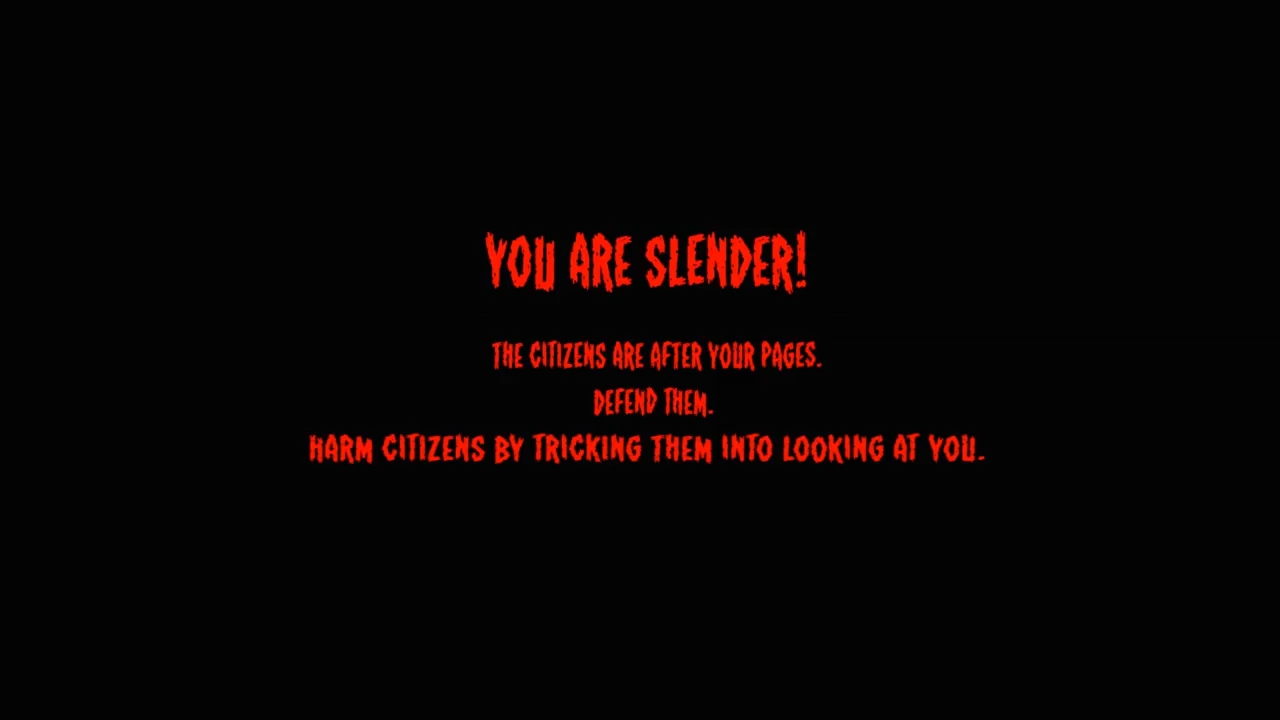 YOU ARE SLENDER!
THE CITIZENS ARE AFTER YOUR PAGES.
DEFEND THEM.
HARM CITIZENS BY TRICKING THEM INTO LOOKING AT YOU.